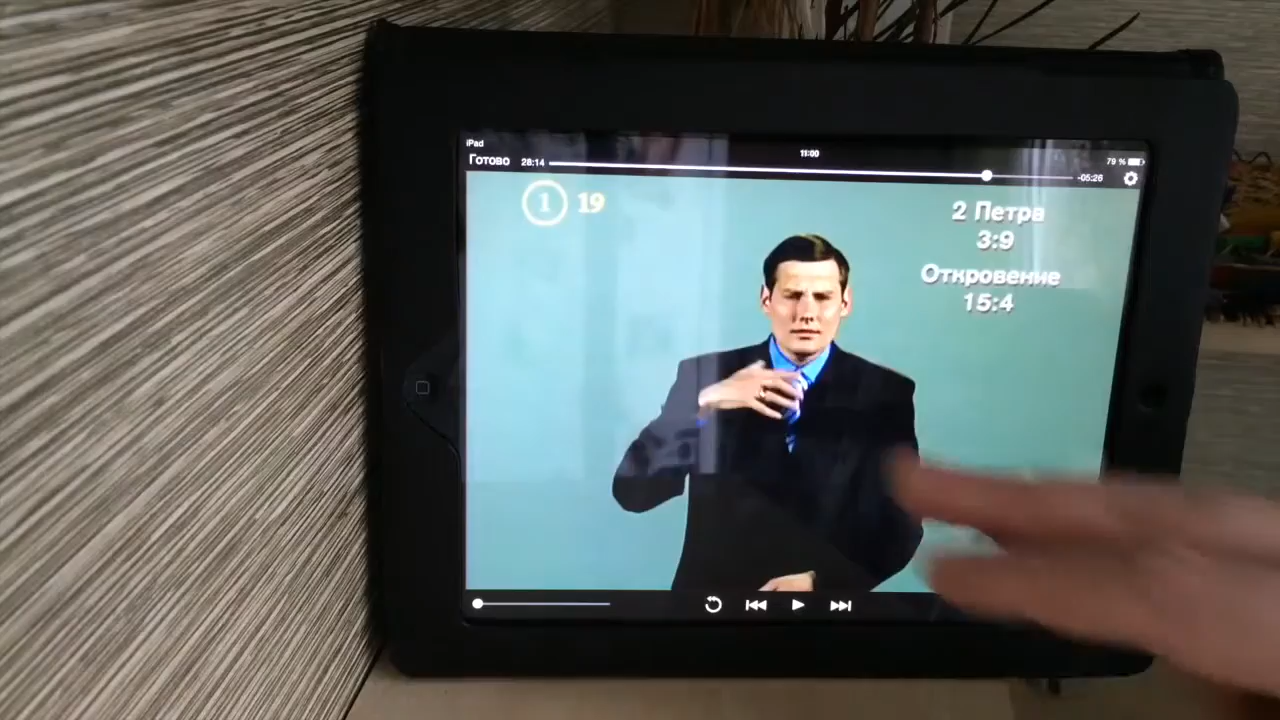 iPad
11:00
79 %
Готово
28:14
-05:26
1 19
2 Петра
3:9
Откровение
15:4